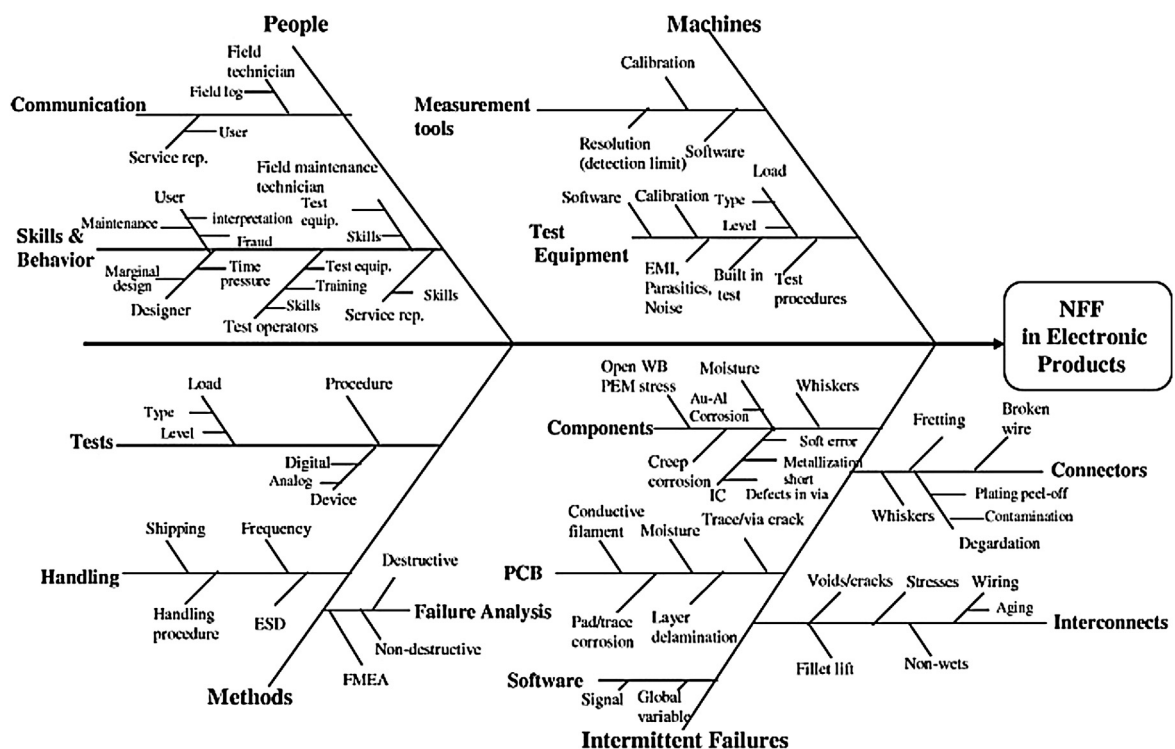 People
Machines
Field
technician
Field log
Communication
User
Service rep.
Calibration
Measurement
tools
Resolution
(detection limit)
Software
Field maintenance
technician
Test
equip.
Skills
User
Maintenance
interpretation
Fraud
Skills &
Behavior
Marginal
design
Time
pressure
Designer
Test equip.
Training
Skills
Test operators
Skills
Service rep.
Load
Software
Calibration
Type
Level
Test
Equipment
EMI,
Parasitics,
Noise
Built in
test
Test
procedures
NFF
in Electronic
Products
Load
Procedure
Type
Level
Tests
Digital
Analog
Device
Open WB
PEM stress
Moisture
Whiskers
Au-Al
Corrosion
Components
Creep
corrosion
Soft error
Metallization
short
IC
Defects in via
Fretting
Broken
wire
Connectors
Whiskers
Plating peel-off
Contamination
Degardation
Shipping
Frequency
Handling
Handling
procedure
ESD
Destructive
Failure Analysis
Non-destructive
FMEA
Methods
Conductive
filament
Moisture
Trace/via crack
PCB
Pad/trace
corrosion
Layer
delamination
Voids/cracks
Stresses
Wiring
Aging
Interconnects
Fillet lift
Non-wets
Software
Signal
Global
variable
Intermittent Failures